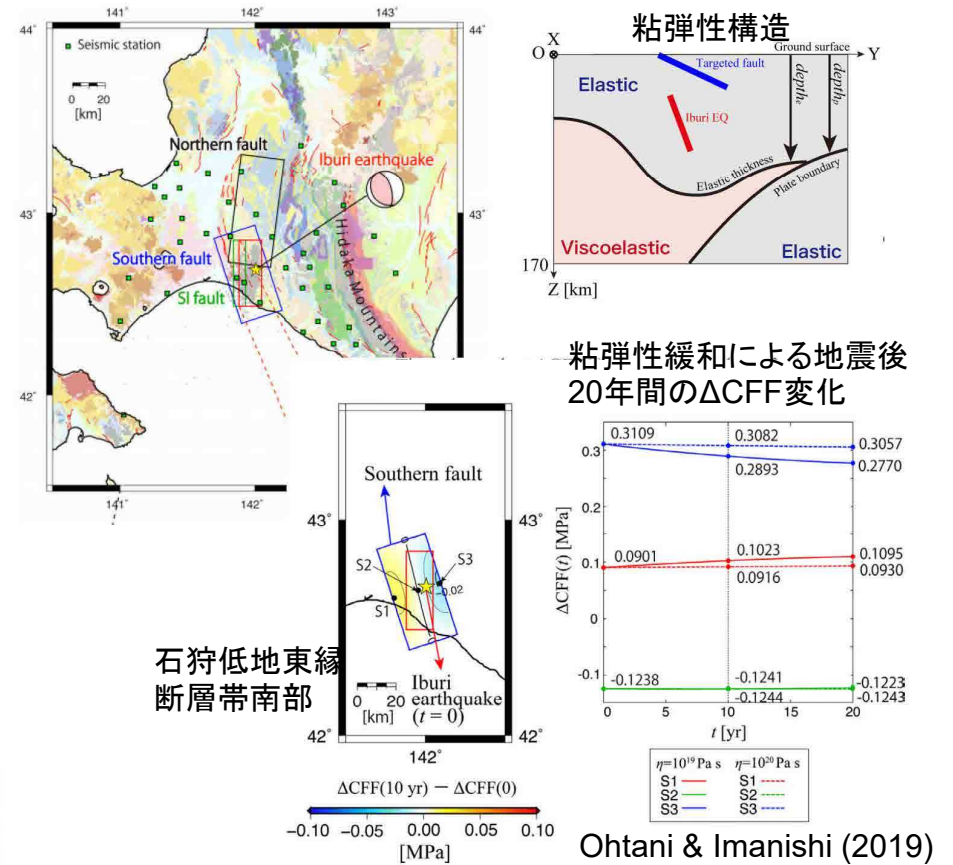 141°
142°
143°
44°
44°
Seismic station
0 20
[km]
Northern fault
Iburi earthquake
43°
43°
Southern fault
SI fault
Hidaka Mountains
42°
42°
141°
142°
粘弾性構造
X
O
Ground surface
Y
Targeted fault
Elastic
depthe
depthp
Iburi EQ
Elastic thickness
Plate boundary
Viscoelastic
Elastic
170
Z [km]
粘弾性緩和による地震後
20年間のΔCFF変化
Southern fault
43°
43°
0
S2
S3
-0.02
S1
0
石狩低地東縁
断層帯南部
0 20
[km]
Iburi
earthquake
(t = 0)
42°
42°
142°
ΔCFF(10 yr) − ΔCFF(0)
−0.10 −0.05 0.00 0.05 0.10
[MPa]
ΔCFF(t) [MPa]
0.3
0.2
0.1
0
-0.1
0.3109
0.3082
0.3057
0.2893
0.2770
0.0901
0.1023
0.1095
0.0916
0.0930
-0.1238
-0.1241
-0.1223
-0.1244
-0.1243
0 5 10 15 20
t [yr]
η=10¹⁹ Pa s η=10²⁰ Pa s
S1 S1
S2 S2
S3 S3
Ohtani & Imanishi (2019)